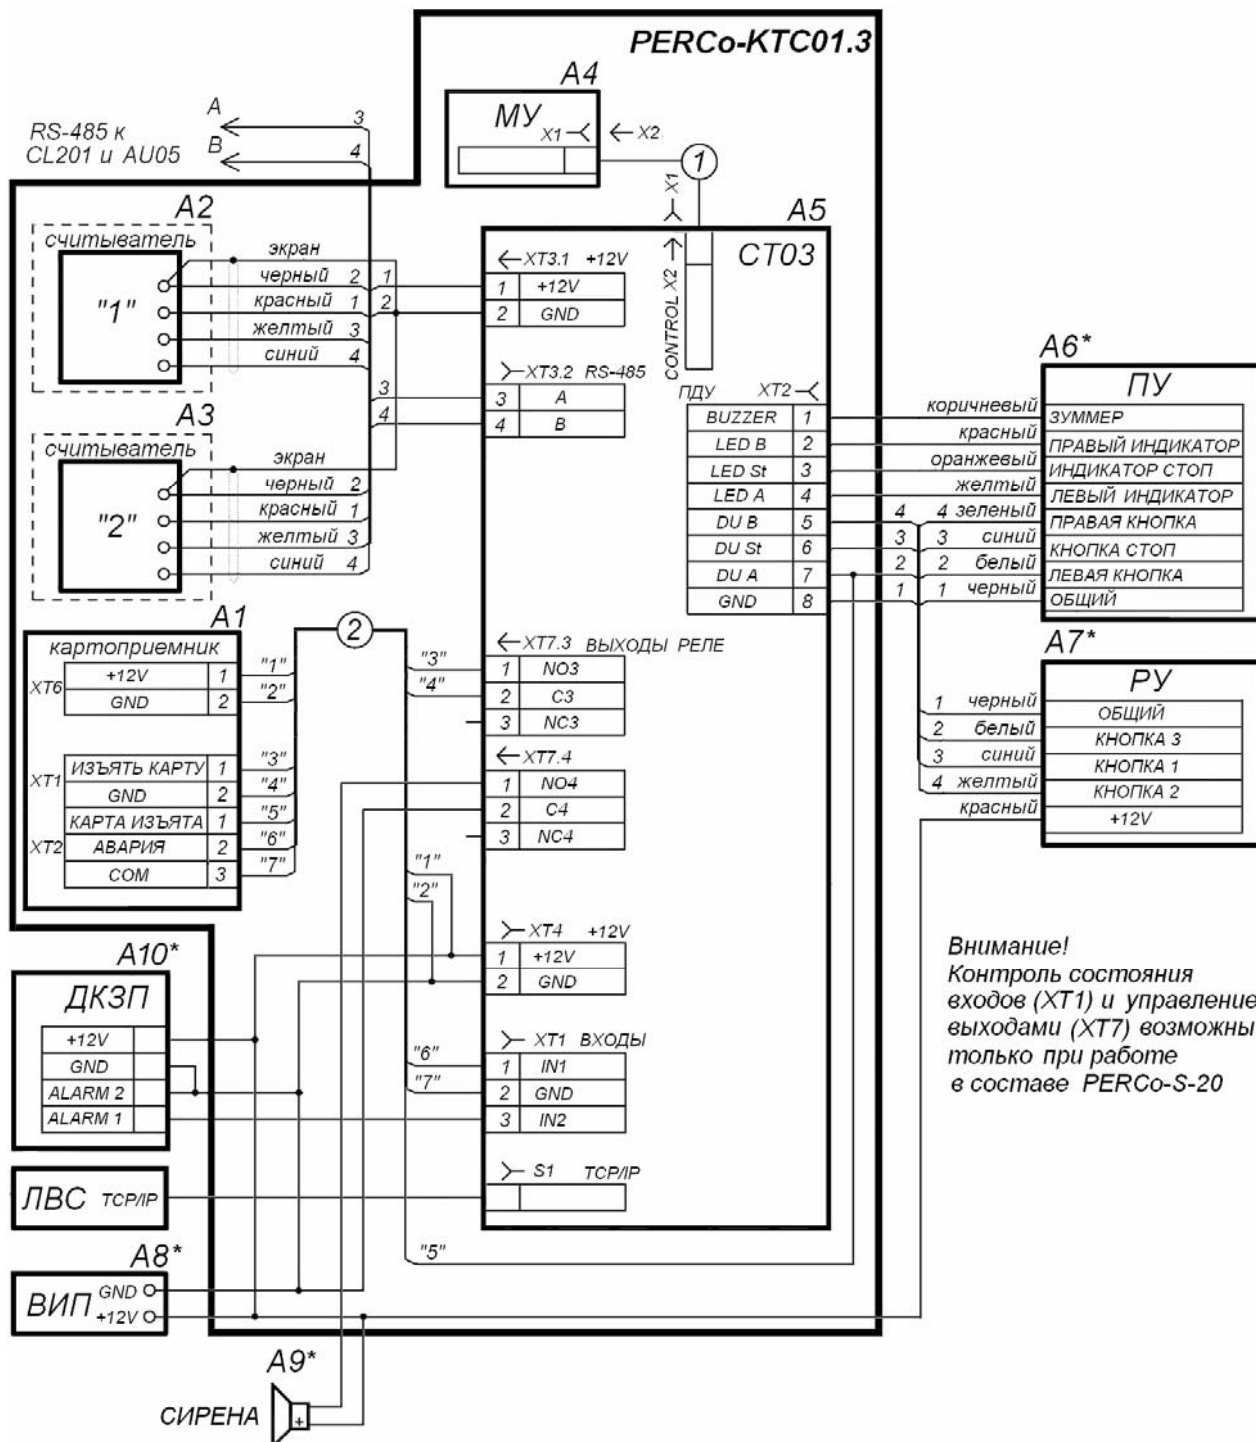 PERCo-KTC01.3
A4
МУ
X1
X2
1
X1
CONTROL X2
A
3
RS-485 к
CL201 и AU05
B
4
A2
считыватель
"1"
экран
черный 2 1
красный 1 2
желтый 3
синий 4
A3
считыватель
"2"
экран
черный 2
красный 1
желтый 3
синий 4
A1
картоприемник
XT6
+12V 1 "1"
GND 2 "2"
XT1
ИЗЪЯТЬ КАРТУ 1 "3"
GND 2 "4"
XT2
КАРТА ИЗЪЯТА 1 "5"
АВАРИЯ 2 "6"
COM 3 "7"
2
A5
CT03
XT3.1 +12V
1 +12V
2 GND
XT3.2 RS-485
3 3 A
4 4 B
ПДУ XT2
BUZZER 1
LED B 2
LED St 3
LED A 4
DU B 5
DU St 6
DU A 7
GND 8
XT7.3 ВЫХОДЫ РЕЛЕ
"3" 1 NO3
"4" 2 C3
3 NC3
XT7.4
1 NO4
2 C4
3 NC4
"1"
"2"
XT4 +12V
1 +12V
2 GND
XT1 ВХОДЫ
"6" 1 IN1
"7" 2 GND
3 IN2
S1 TCP/IP
"5"
A6*
ПУ
коричневый ЗУММЕР
красный ПРАВЫЙ ИНДИКАТОР
оранжевый ИНДИКАТОР СТОП
желтый ЛЕВЫЙ ИНДИКАТОР
4 4 зеленый ПРАВАЯ КНОПКА
3 3 синий КНОПКА СТОП
2 2 белый ЛЕВАЯ КНОПКА
1 1 черный ОБЩИЙ
A7*
РУ
1 черный ОБЩИЙ
2 белый КНОПКА 3
3 синий КНОПКА 1
4 желтый КНОПКА 2
красный +12V
Внимание!
Контроль состояния
входов (XT1) и управление
выходами (XT7) возможны
только при работе
в составе PERCo-S-20
A10*
ДКЗП
+12V
GND
ALARM 2
ALARM 1
ЛВС TCP/IP
A8*
ВИП
GND
+12V
A9*
СИРЕНА
+